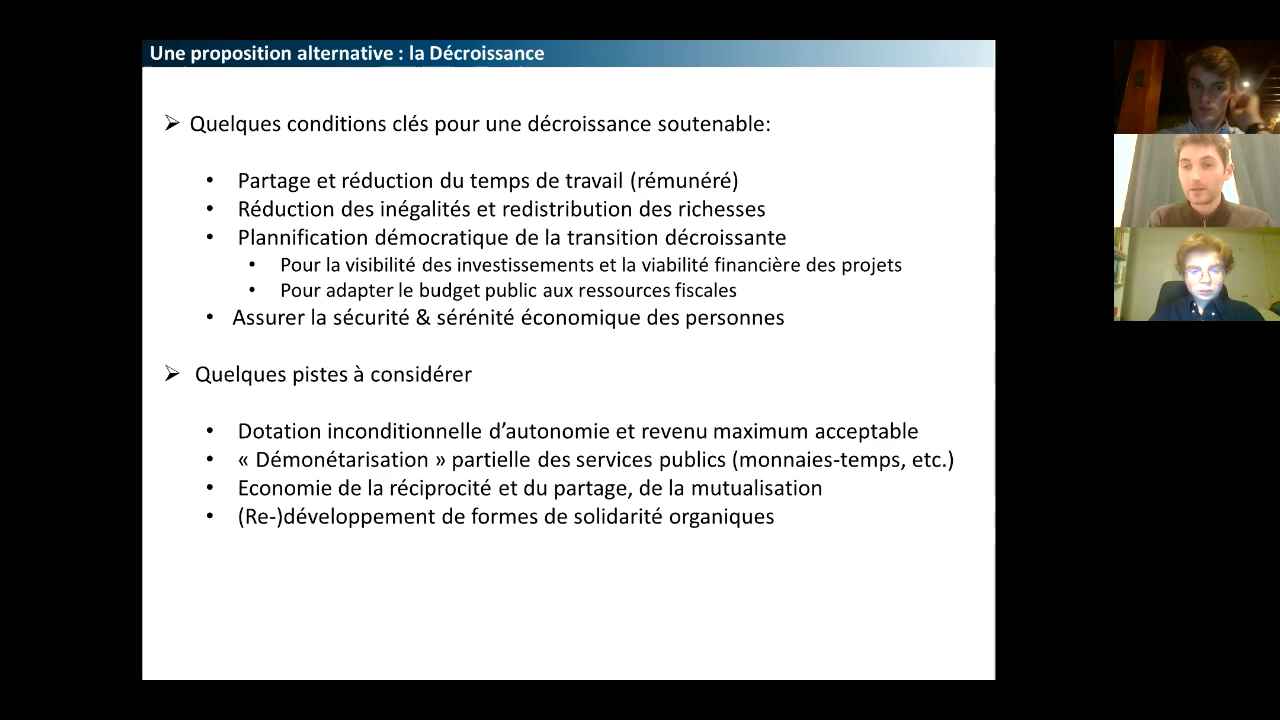 Une proposition alternative : la Décroissance
➢ Quelques conditions clés pour une décroissance soutenable:
• Partage et réduction du temps de travail (rémunéré)
• Réduction des inégalités et redistribution des richesses
• Plannification démocratique de la transition décroissante
• Pour la visibilité des investissements et la viabilité financière des projets
• Pour adapter le budget public aux ressources fiscales
• Assurer la sécurité & sérénité économique des personnes
➢ Quelques pistes à considérer
• Dotation inconditionnelle d’autonomie et revenu maximum acceptable
• « Démonétarisation » partielle des services publics (monnaies-temps, etc.)
• Economie de la réciprocité et du partage, de la mutualisation
• (Re-)développement de formes de solidarité organiques